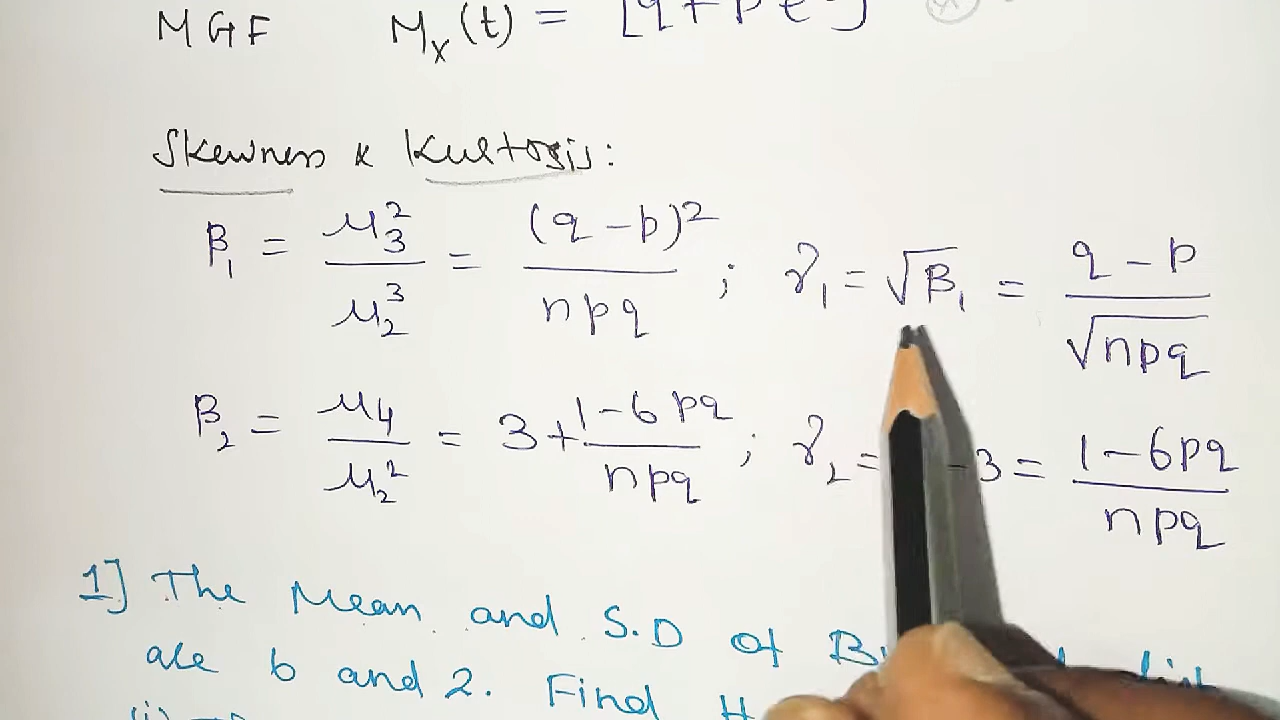 MGF Mₓ(t) = [q + p e ]
Skewness & Kurtosis:
β₁ = μ₃² / μ₂³ = (q - p)² / npq ; γ₁ = √β₁ = q - p / √npq
β₂ = μ₄ / μ₂² = 3 + 1 - 6pq / npq ; γ₂ = - 3 = 1 - 6pq / npq
1] The Mean and S.D of
are 6 and 2. Find
(i)